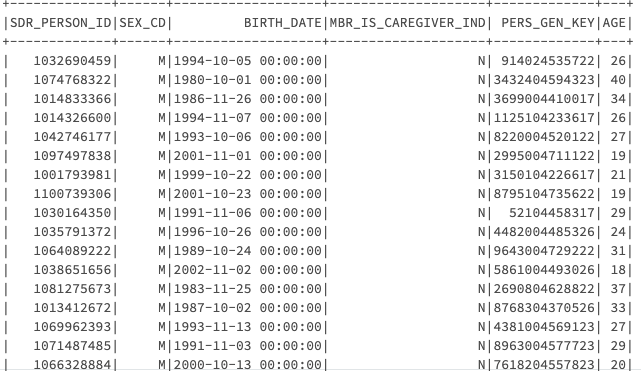 +-------------+------+-------------------+--------------------+-------------+---+
|SDR_PERSON_ID|SEX_CD|         BIRTH_DATE|MBR_IS_CAREGIVER_IND| PERS_GEN_KEY|AGE|
+-------------+------+-------------------+--------------------+-------------+---+
|   1032690459|     M|1994-10-05 00:00:00|                   N| 914024535722| 26|
|   1074768322|     M|1980-10-01 00:00:00|                   N|3432404594323| 40|
|   1014833366|     M|1986-11-26 00:00:00|                   N|3699004410017| 34|
|   1014326600|     M|1994-11-07 00:00:00|                   N|1125104233617| 26|
|   1042746177|     M|1993-10-06 00:00:00|                   N|8220004520122| 27|
|   1097497838|     M|2001-11-01 00:00:00|                   N|2995004711122| 19|
|   1001793981|     M|1999-10-22 00:00:00|                   N|3150104226617| 21|
|   1100739306|     M|2001-10-23 00:00:00|                   N|8795104735622| 19|
|   1030164350|     M|1991-11-06 00:00:00|                   N|  52104458317| 29|
|   1035791372|     M|1996-10-26 00:00:00|                   N|4482004485326| 24|
|   1064089222|     M|1989-10-24 00:00:00|                   N|9643004729222| 31|
|   1038651656|     M|2002-11-02 00:00:00|                   N|5861004493026| 18|
|   1081275673|     M|1983-11-25 00:00:00|                   N|2690804628822| 37|
|   1013412672|     M|1987-10-02 00:00:00|                   N|8768304370526| 33|
|   1069962393|     M|1993-11-13 00:00:00|                   N|4381004569123| 27|
|   1071487485|     M|1991-11-03 00:00:00|                   N|8963004577723| 29|
|   1066328884|     M|2000-10-13 00:00:00|                   N|7618204557823| 20|